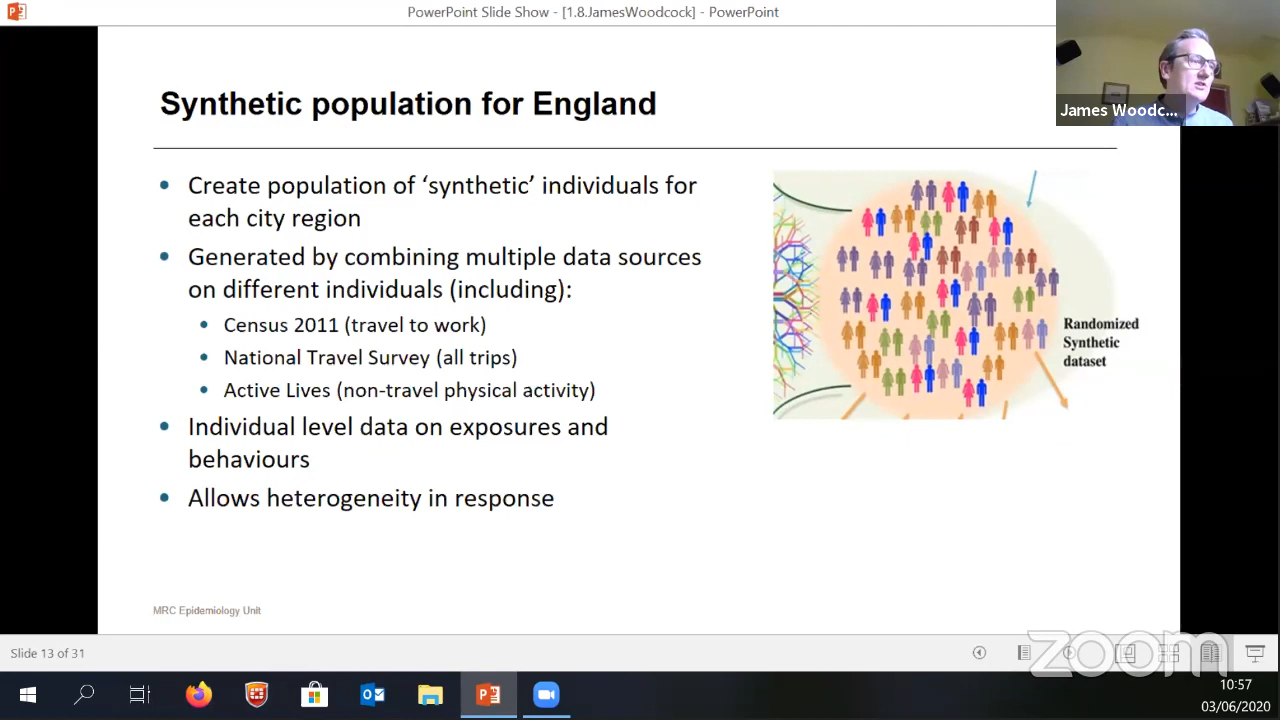 PowerPoint Slide Show - [1.8.JamesWoodcock] - PowerPoint
James Woodc...
Synthetic population for England
Create population of ‘synthetic’ individuals for
each city region
Generated by combining multiple data sources
on different individuals (including):
Census 2011 (travel to work)
National Travel Survey (all trips)
Active Lives (non-travel physical activity)
Individual level data on exposures and
behaviours
Allows heterogeneity in response
Randomized
Synthetic
dataset
MRC Epidemiology Unit
Slide 13 of 31
zoom
10:57
03/06/2020